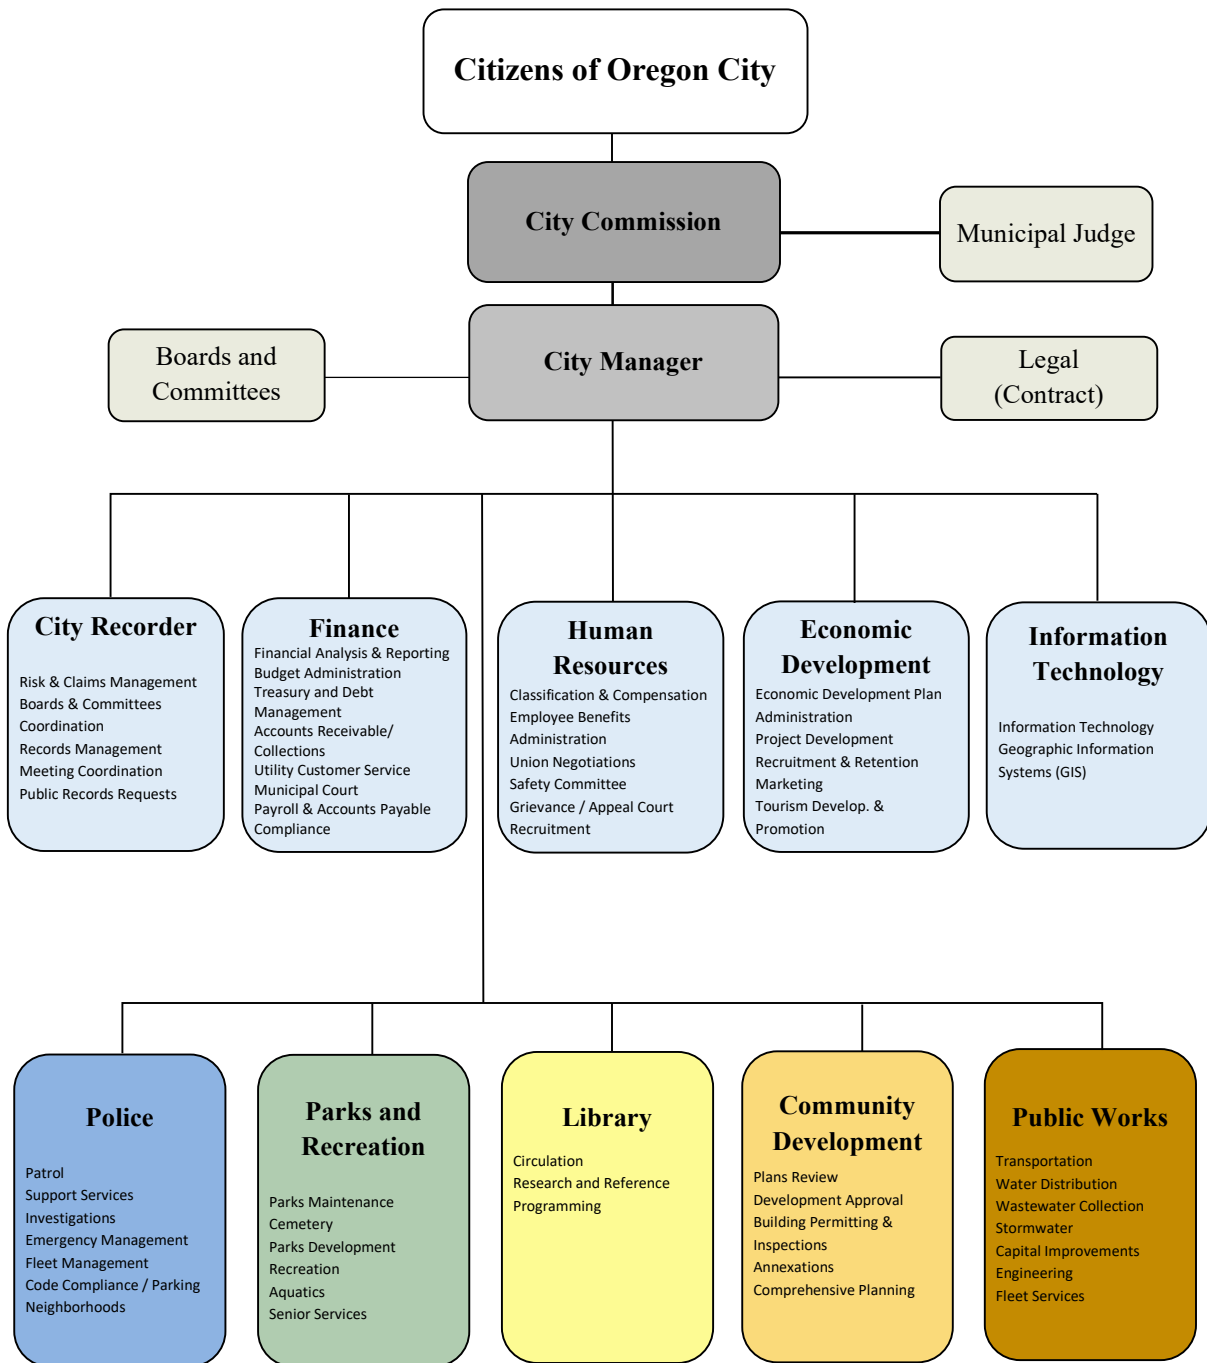 Citizens of Oregon City
City Commission
Municipal Judge
City Manager
Boards and
Committees
Legal
(Contract)
City Recorder
Risk & Claims Management
Boards & Committees
Coordination
Records Management
Meeting Coordination
Public Records Requests
Finance
Financial Analysis & Reporting
Budget Administration
Treasury and Debt
Management
Accounts Receivable/
Collections
Utility Customer Service
Municipal Court
Payroll & Accounts Payable
Compliance
Human
Resources
Classification & Compensation
Employee Benefits
Administration
Union Negotiations
Safety Committee
Grievance / Appeal Court
Recruitment
Economic
Development
Economic Development Plan
Administration
Project Development
Recruitment & Retention
Marketing
Tourism Develop. &
Promotion
Information
Technology
Information Technology
Geographic Information
Systems (GIS)
Police
Patrol
Support Services
Investigations
Emergency Management
Fleet Management
Code Compliance / Parking
Neighborhoods
Parks and
Recreation
Parks Maintenance
Cemetery
Parks Development
Recreation
Aquatics
Senior Services
Library
Circulation
Research and Reference
Programming
Community
Development
Plans Review
Development Approval
Building Permitting &
Inspections
Annexations
Comprehensive Planning
Public Works
Transportation
Water Distribution
Wastewater Collection
Stormwater
Capital Improvements
Engineering
Fleet Services